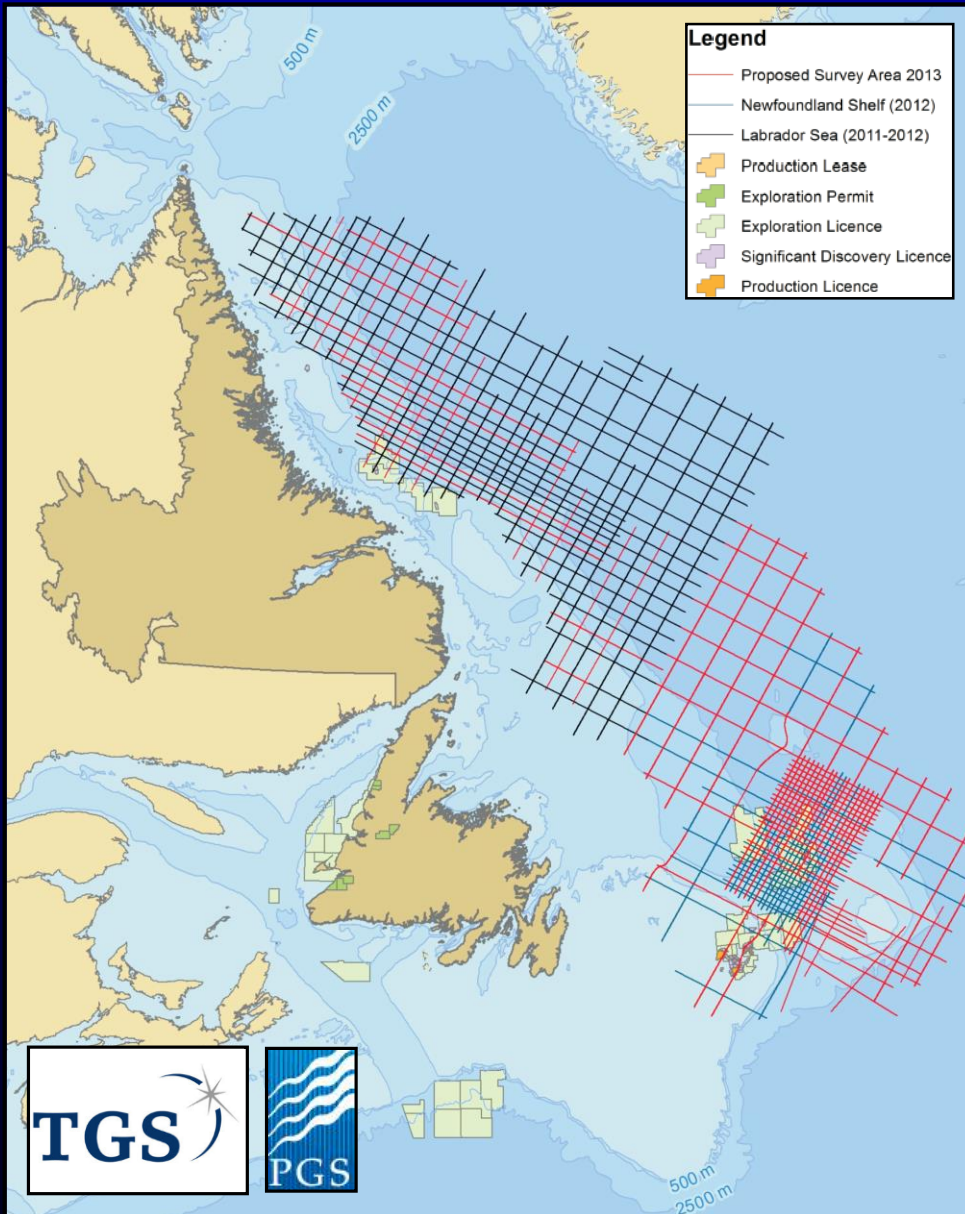 500 m
2500 m
Legend
Proposed Survey Area 2013
Newfoundland Shelf (2012)
Labrador Sea (2011-2012)
Production Lease
Exploration Permit
Exploration Licence
Significant Discovery Licence
Production Licence
TGS
PGS
500 m
2500 m